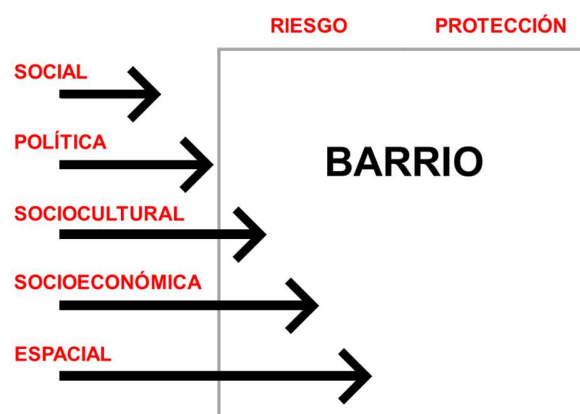 RIESGO PROTECCIÓN
SOCIAL
POLÍTICA
BARRIO
SOCIOCULTURAL
SOCIOECONÓMICA
ESPACIAL